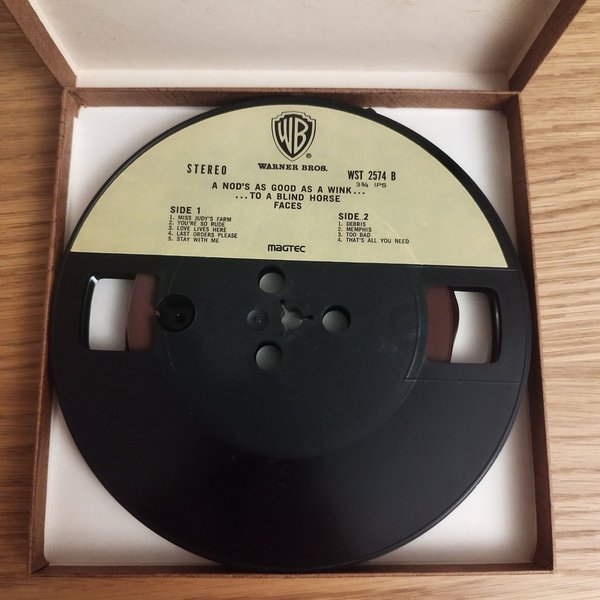 WB
®
WARNER BROS.
STEREO
WST 2574 B
3¾ IPS
A NOD'S AS GOOD AS A WINK...
...TO A BLIND HORSE
FACES
SIDE 1
1. MISS JUDY'S FARM
2. YOU'RE SO RUDE
3. LOVE LIVES HERE
4. LAST ORDERS PLEASE
5. STAY WITH ME
SIDE 2
1. DEBRIS
2. MEMPHIS
3. TOO BAD
4. THAT'S ALL YOU NEED
MAGTEC